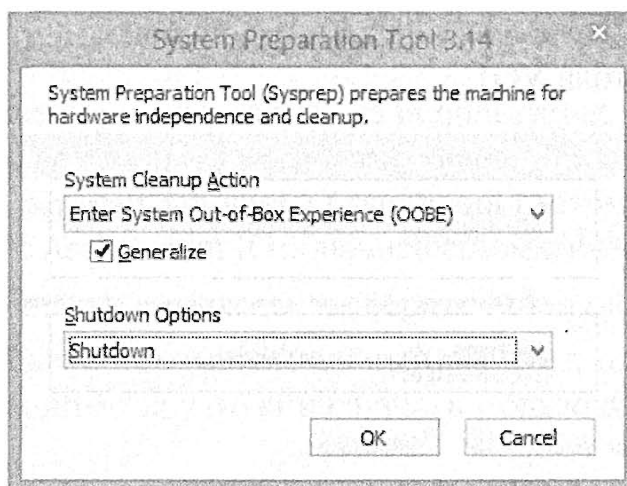 System Preparation Tool 3.14
System Preparation Tool (Sysprep) prepares the machine for
hardware independence and cleanup.
System Cleanup Action
Enter System Out-of-Box Experience (OOBE)
Generalize
Shutdown Options
Shutdown
OK Cancel